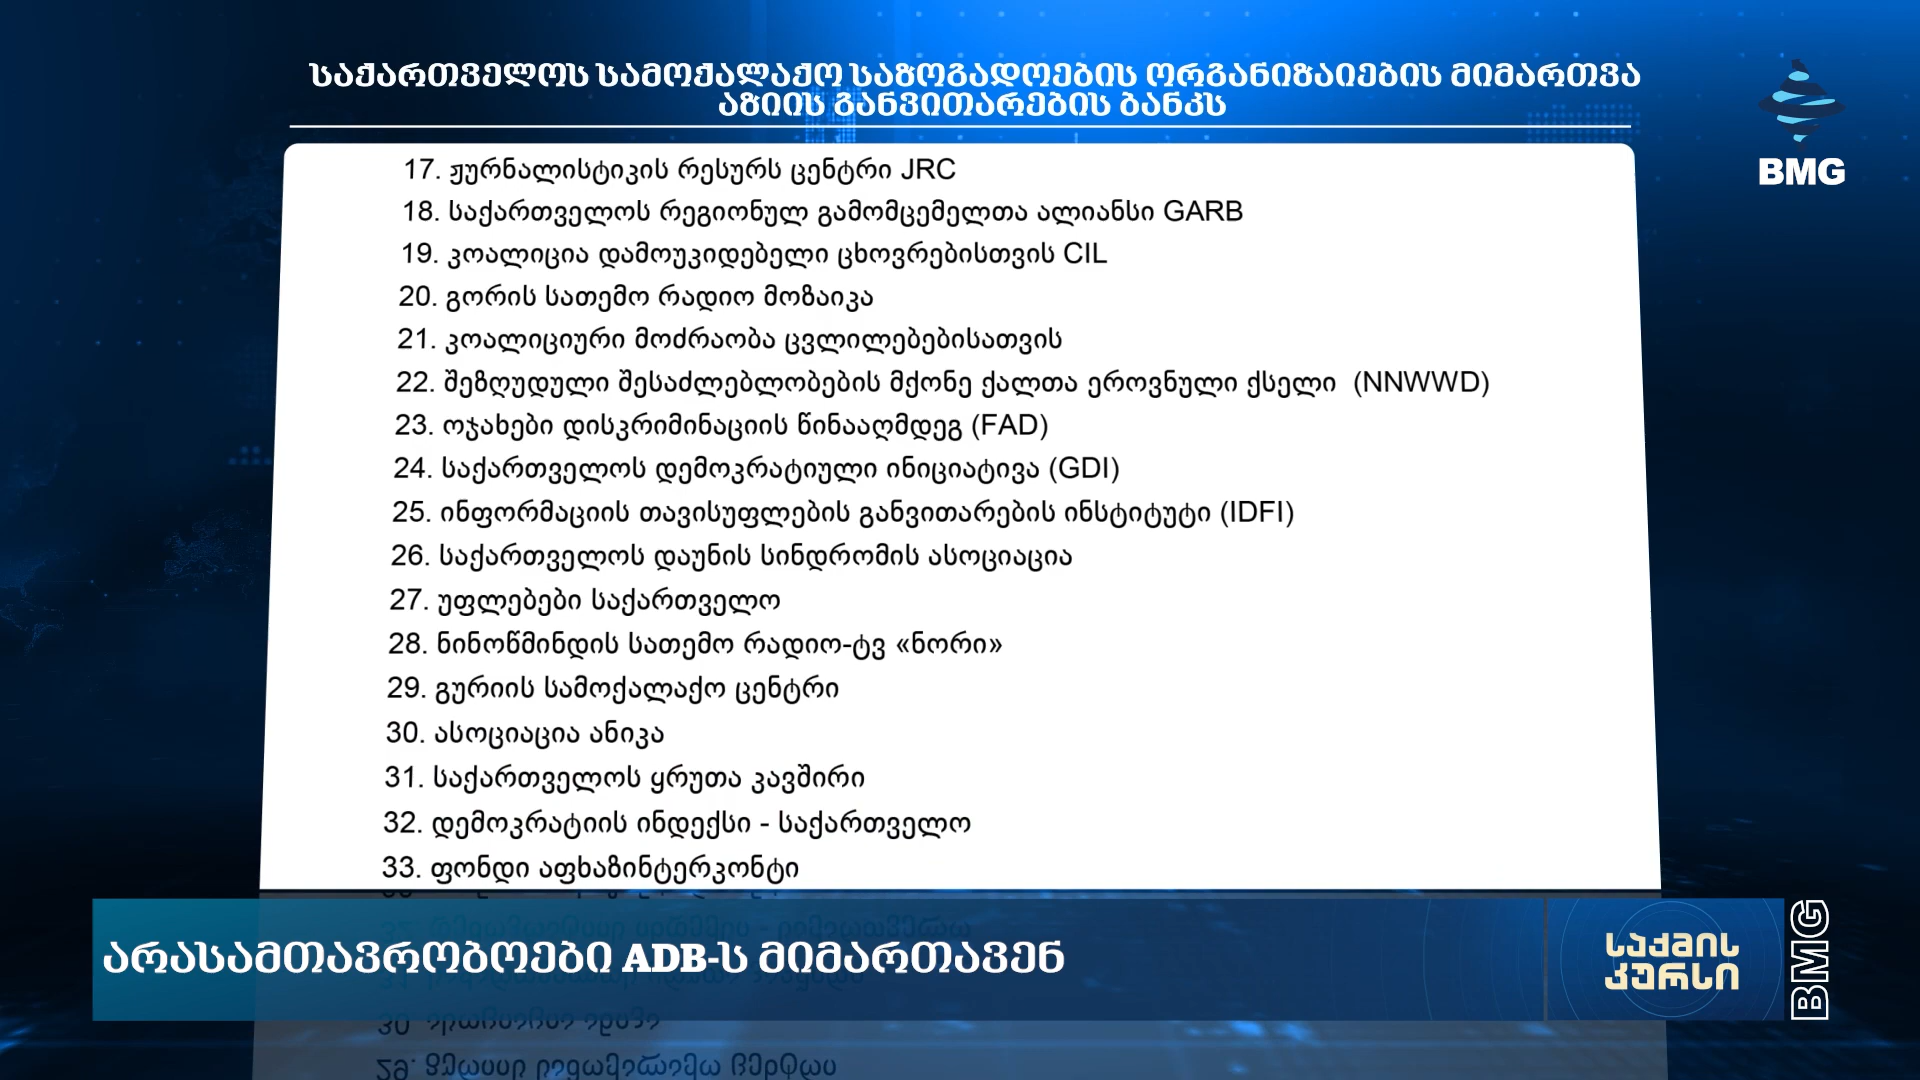 საქართველოს სამოქალაქო საზოგადოების ორგანიზაიების მიმართვა
აზიის განვითარების ბანკს
BMG
17. ჟურნალისტიკის რესურს ცენტრი JRC
18. საქართველოს რეგიონულ გამომცემელთა ალიანსი GARB
19. კოალიცია დამოუკიდებელი ცხოვრებისთვის CIL
20. გორის სათემო რადიო მოზაიკა
21. კოალიციური მოძრაობა ცვლილებებისათვის
22. შეზღუდული შესაძლებლობების მქონე ქალთა ეროვნული ქსელი (NNWWD)
23. ოჯახები დისკრიმინაციის წინააღმდეგ (FAD)
24. საქართველოს დემოკრატიული ინიციატივა (GDI)
25. ინფორმაციის თავისუფლების განვითარების ინსტიტუტი (IDFI)
26. საქართველოს დაუნის სინდრომის ასოციაცია
27. უფლებები საქართველო
28. ნინოწმინდის სათემო რადიო-ტვ «ნორი»
29. გურიის სამოქალაქო ცენტრი
30. ასოციაცია ანიკა
31. საქართველოს ყრუთა კავშირი
32. დემოკრატიის ინდექსი - საქართველო
33. ფონდი აფხაზინტერკონტი
არასამთავრობოები ADB-ს მიმართავენ
საქმის
კურსი
BMG